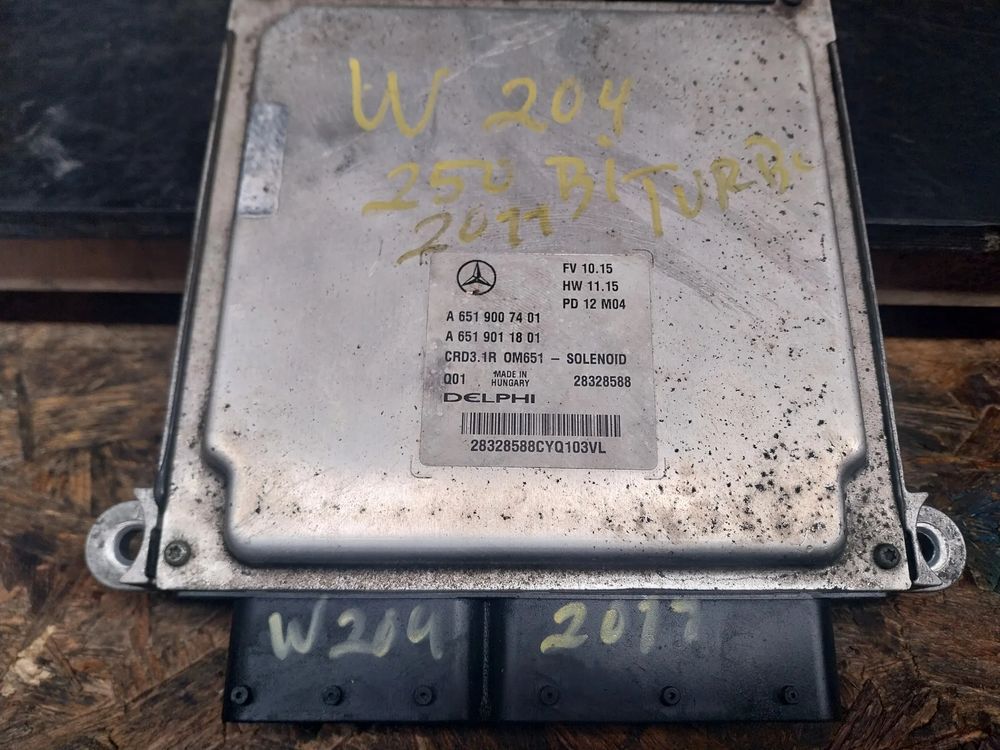 W 204
250 BiTURBO
2011
FV 10.15
HW 11.15
PD 12 M04
A 651 900 74 01
A 651 901 18 01
CRD3.1R OM651 – SOLENOID
Q01 MADE IN HUNGARY 28328588
DELPHI
28328588CYQ103VL
W204 2011